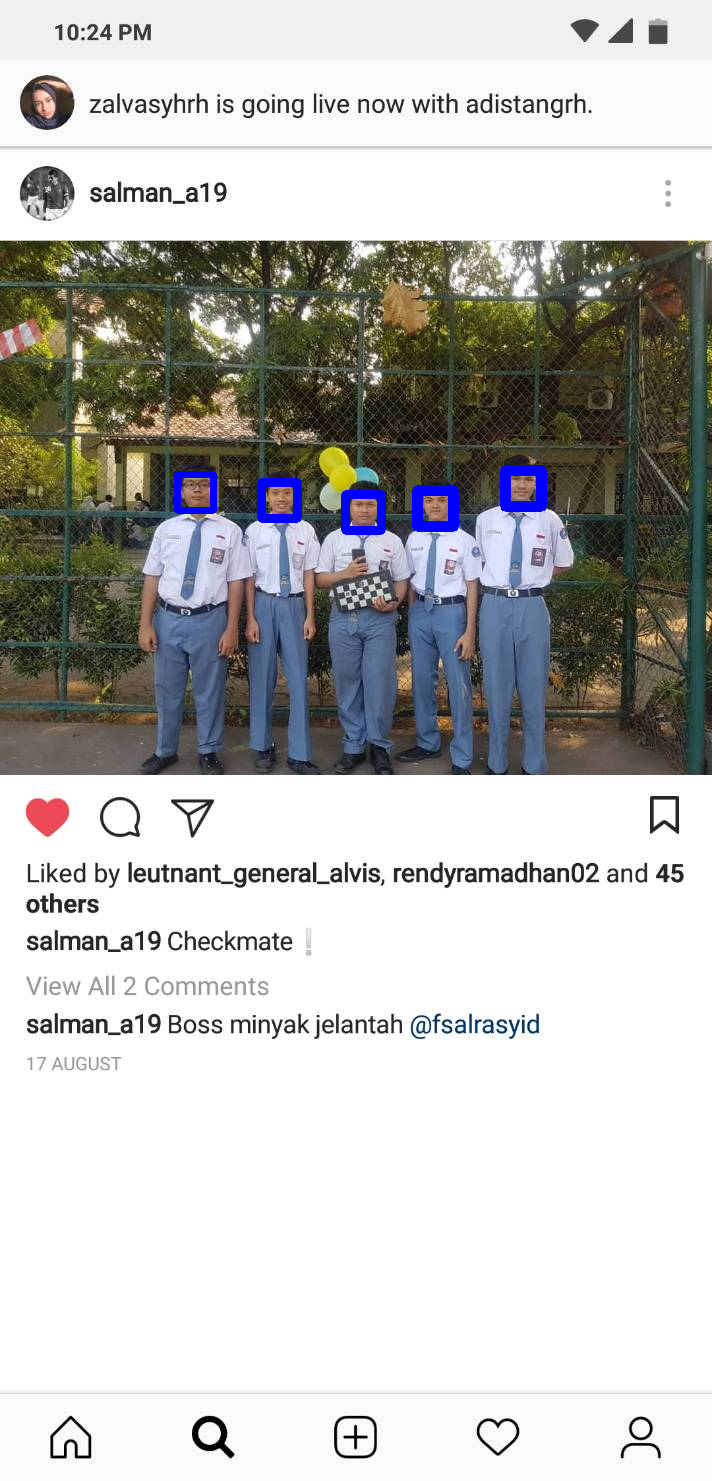 10:24 PM
zalvasyhrh is going live now with adistangrh.
salman_a19
Liked by leutnant_general_alvis, rendyramadhan02 and 45
others
salman_a19 Checkmate❕
View All 2 Comments
salman_a19 Boss minyak jelantah @fsalrasyid
17 AUGUST